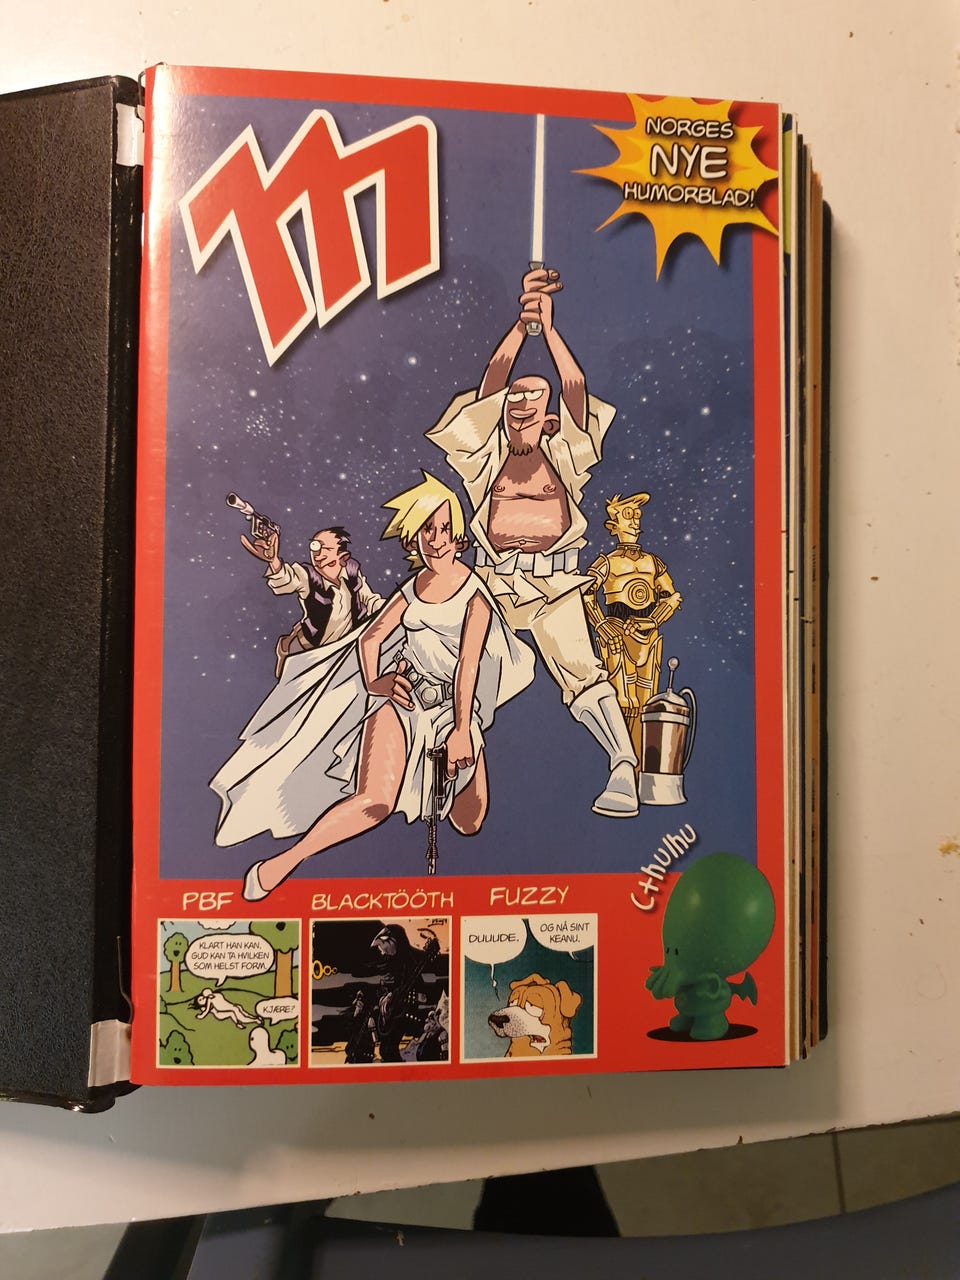 M
NORGES
NYE
HUMORBLAD!
Cthulhu
PBF
BLACKTÖÖTH
FUZZY
KLART HAN KAN,
GUD KAN TA HVILKEN
SOM HELST FORM.
KJÆRE?
DUUUDE.
OG NÅ SINT
KEANU.